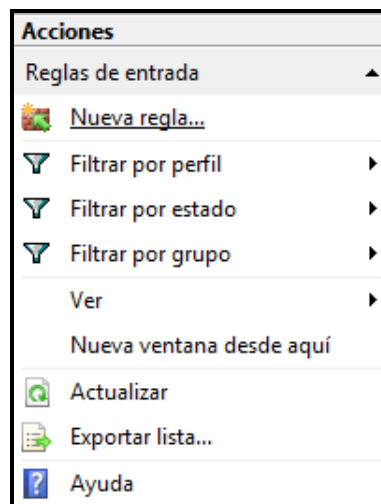 Acciones
Reglas de entrada
Nueva regla...
Filtrar por perfil
Filtrar por estado
Filtrar por grupo
Ver
Nueva ventana desde aquí
Actualizar
Exportar lista...
Ayuda